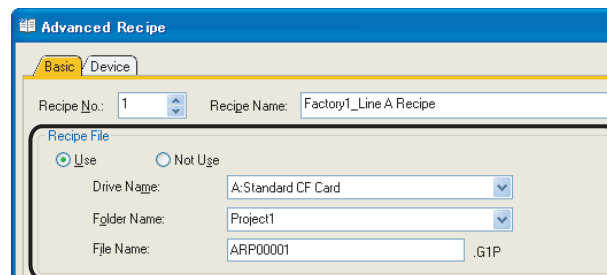 Advanced Recipe
Basic Device
Recipe No.: 1 Recipe Name: Factory1_Line A Recipe
Recipe File
Use Not Use
Drive Name: A:Standard CF Card
Folder Name: Project1
File Name: ARP00001 .G1P